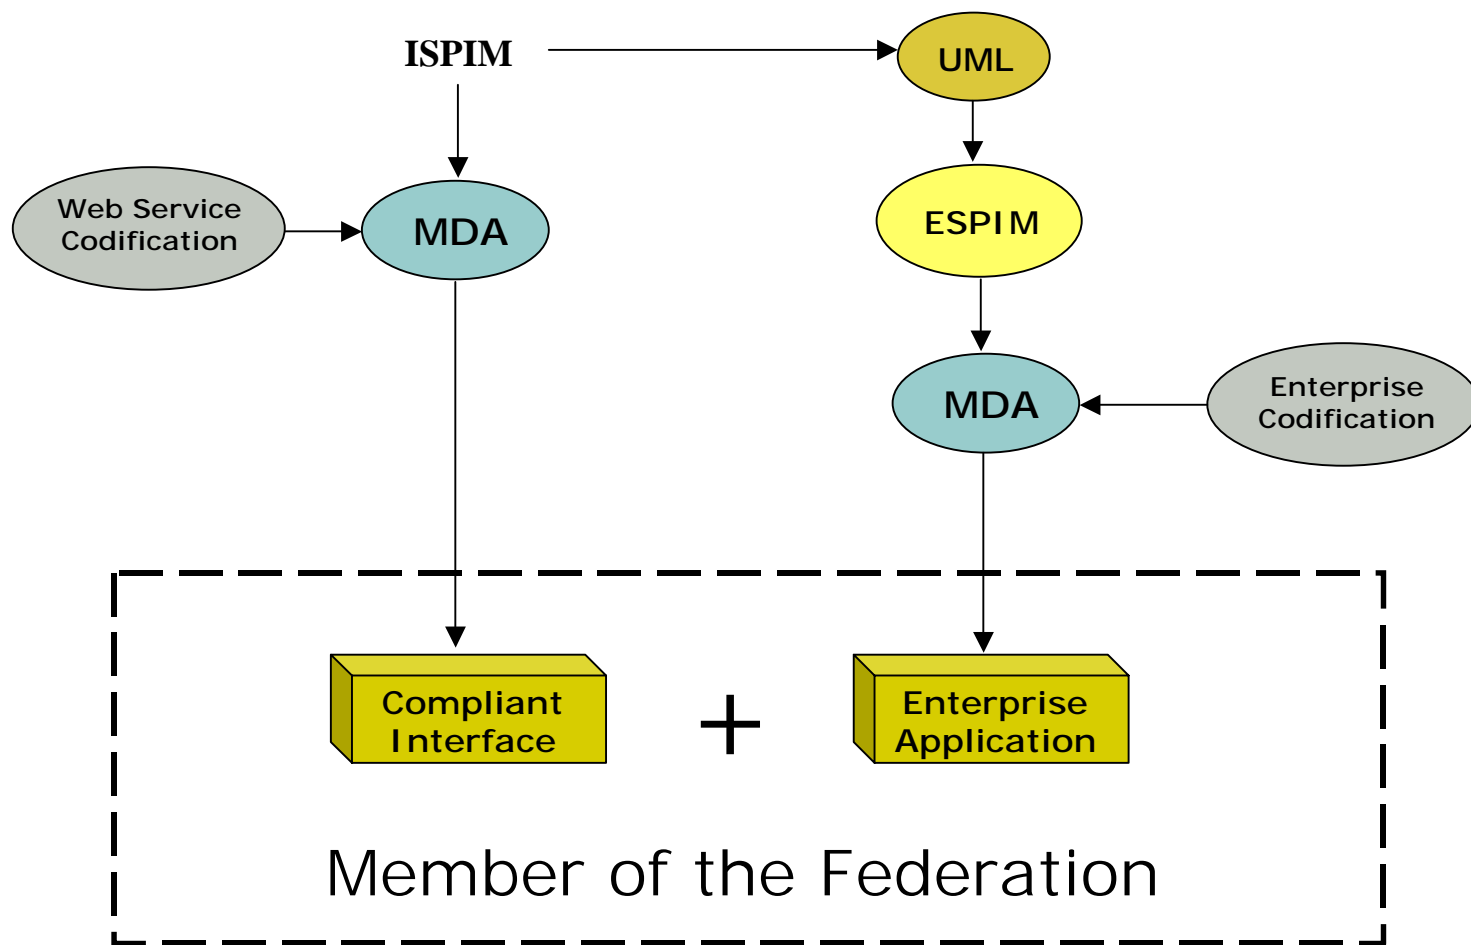 ISPIM
UML
Web Service
Codification
MDA
ESPIM
MDA
Enterprise
Codification
Compliant
Interface
+
Enterprise
Application
Member of the Federation